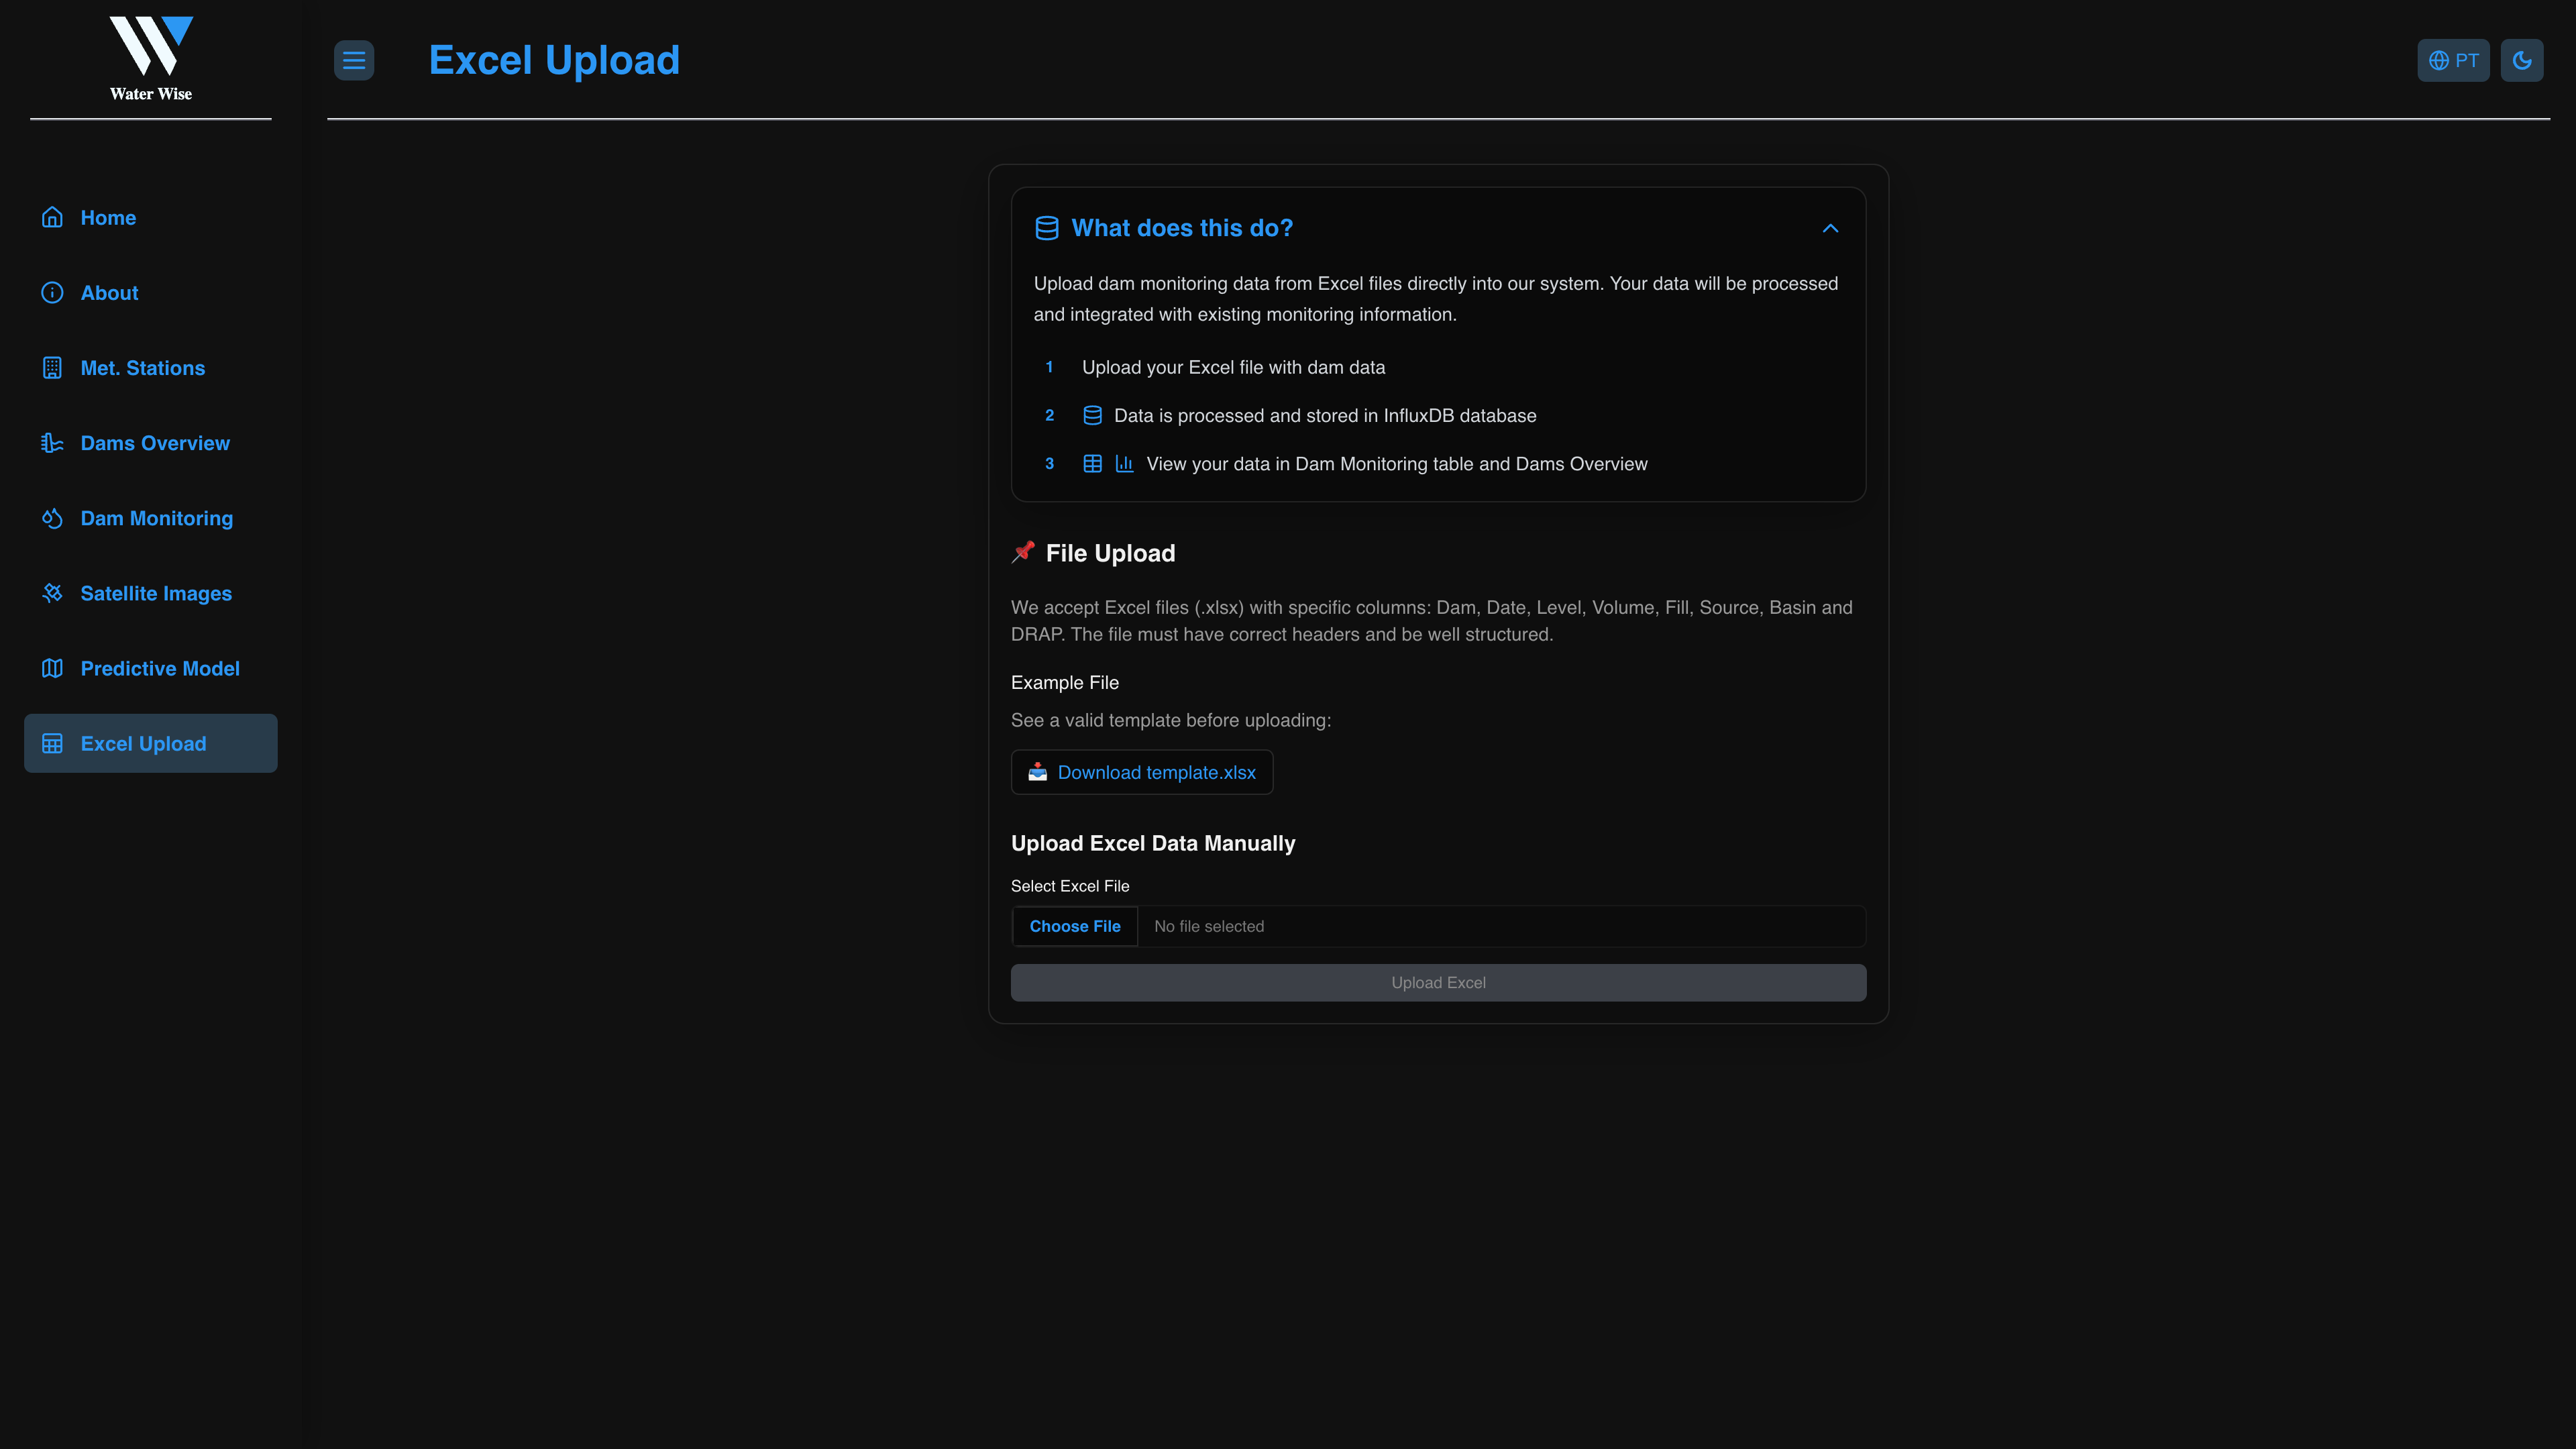 Water Wise
Excel Upload
PT
Home
About
Met. Stations
Dams Overview
Dam Monitoring
Satellite Images
Predictive Model
Excel Upload
What does this do?
Upload dam monitoring data from Excel files directly into our system. Your data will be processed
and integrated with existing monitoring information.
1 Upload your Excel file with dam data
2 Data is processed and stored in InfluxDB database
3 View your data in Dam Monitoring table and Dams Overview
File Upload
We accept Excel files (.xlsx) with specific columns: Dam, Date, Level, Volume, Fill, Source, Basin and
DRAP. The file must have correct headers and be well structured.
Example File
See a valid template before uploading:
Download template.xlsx
Upload Excel Data Manually
Select Excel File
Choose File No file selected
Upload Excel